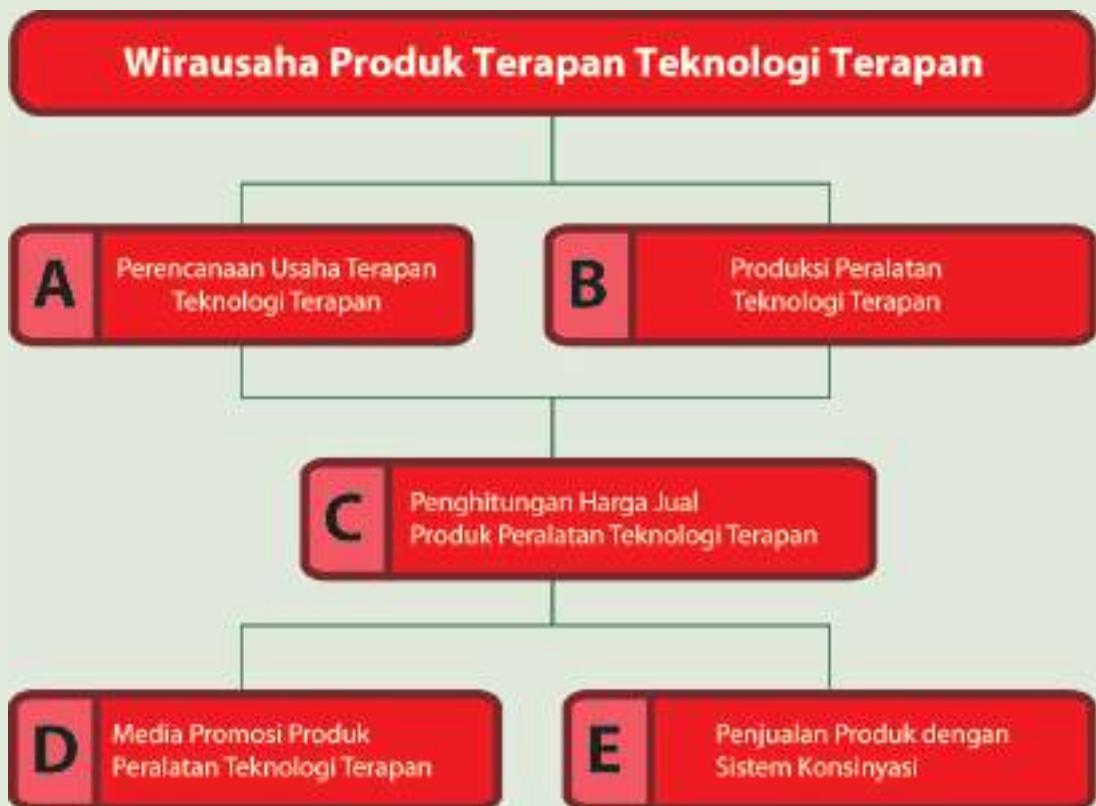 Wirausaha Produk Terapan Teknologi Terapan
A
Perencanaan Usaha Terapan
Teknologi Terapan
B
Produksi Peralatan
Teknologi Terapan
C
Penghitungan Harga Jual
Produk Peralatan Teknologi Terapan
D
Media Promosi Produk
Peralatan Teknologi Terapan
E
Penjualan Produk dengan
Sistem Konsinyasi